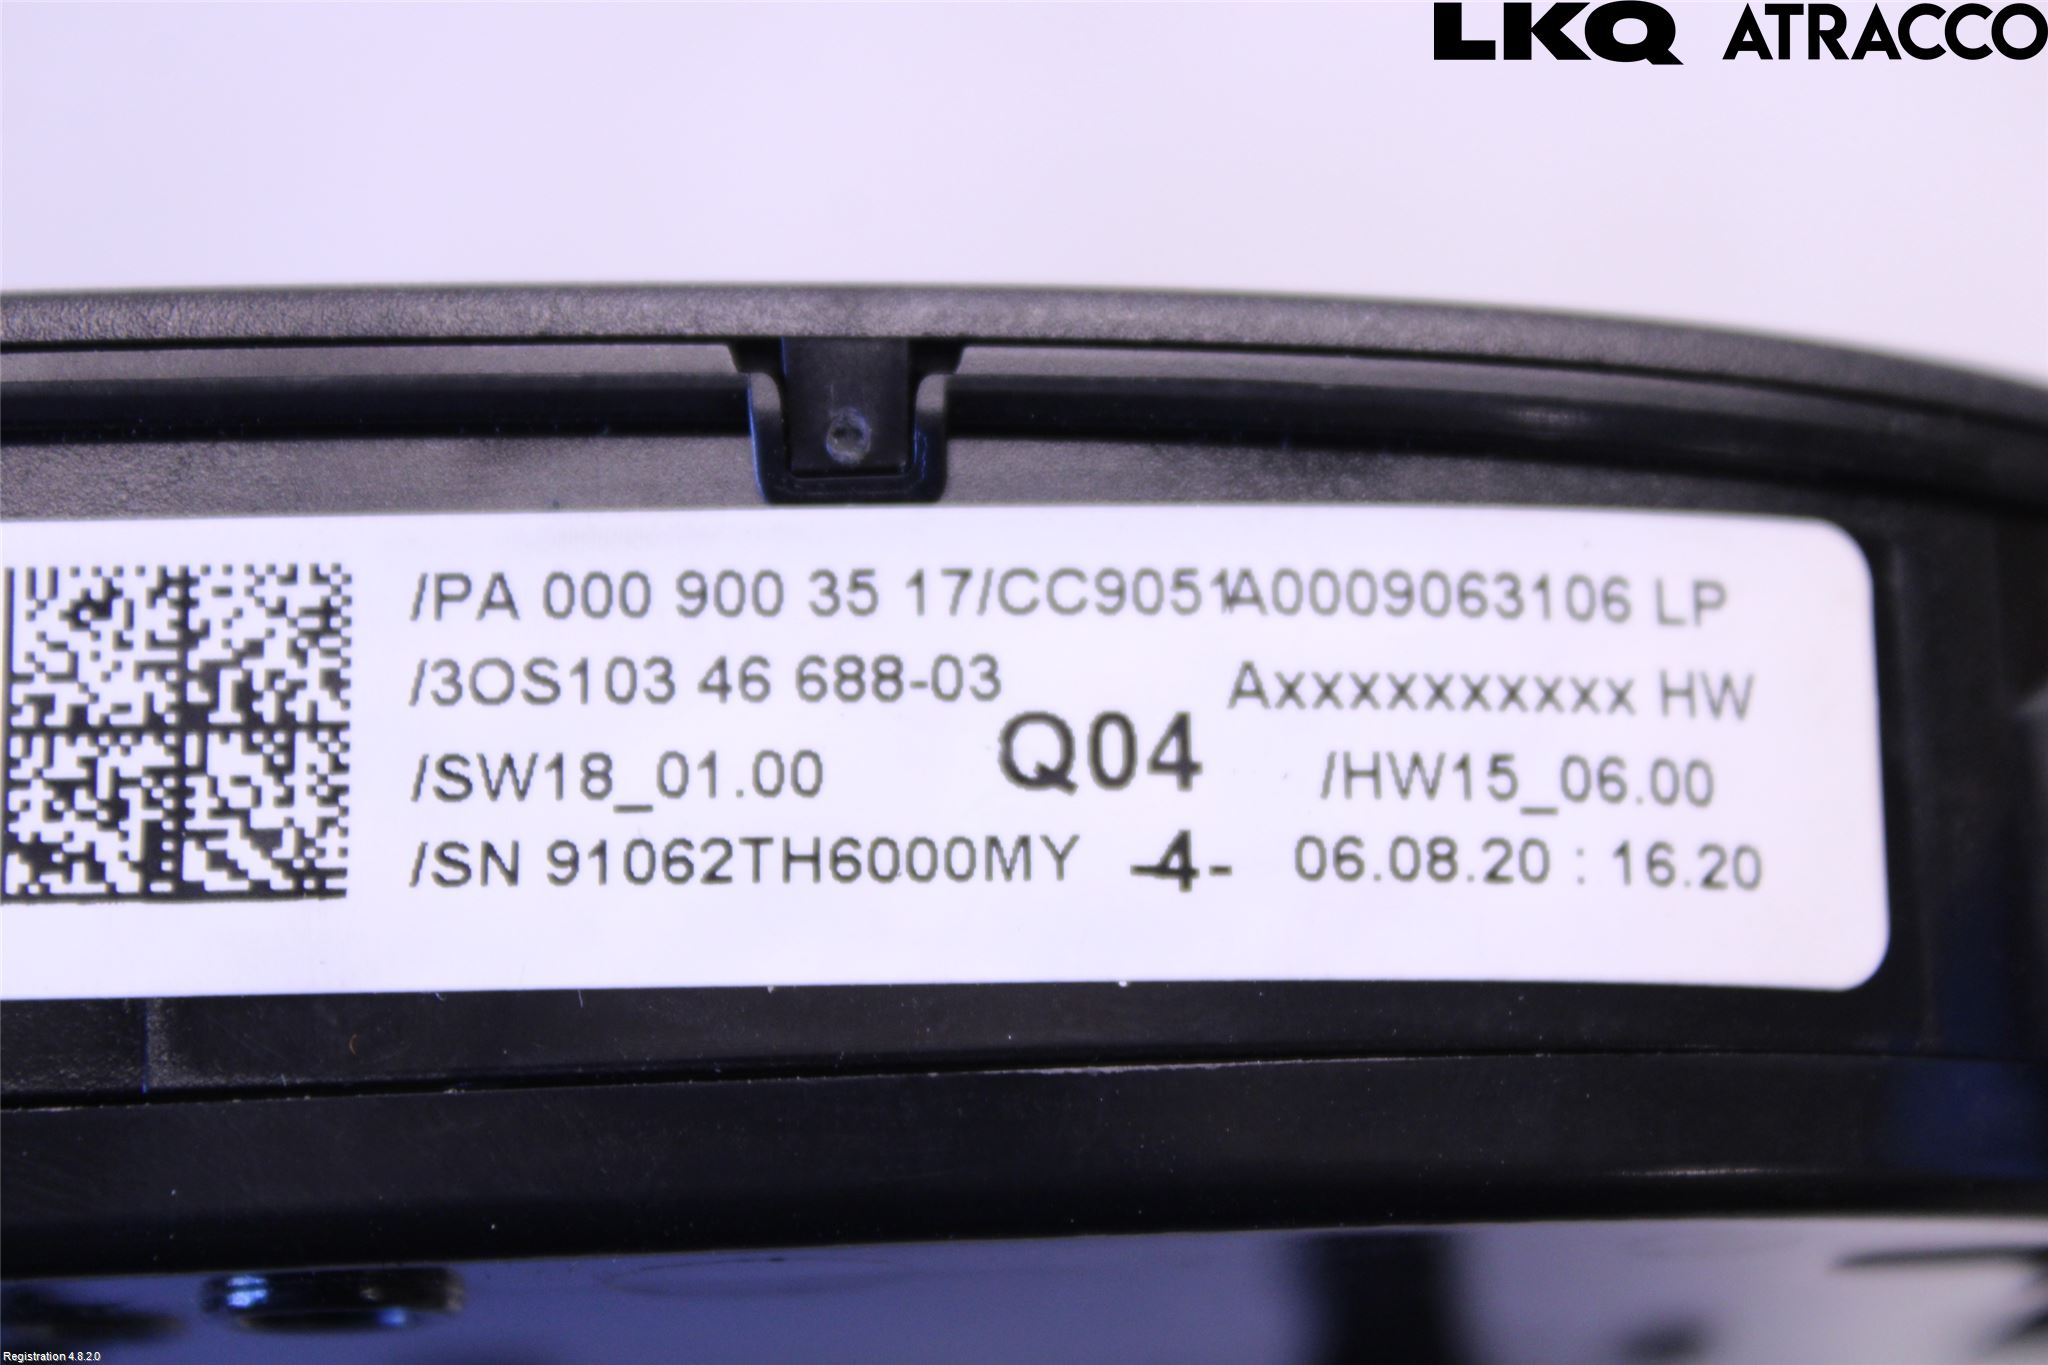 LKQ ATRACCO
/PA 000 900 35 17/CC9051A0009063106 LP
/3OS103 46 688-03 Axxxxxxxxxxx HW
/SW18_01.00 Q04 /HW15_06.00
/SN 91062TH6000MY -4- 06.08.20 : 16.20
Registration 4.8.2.0